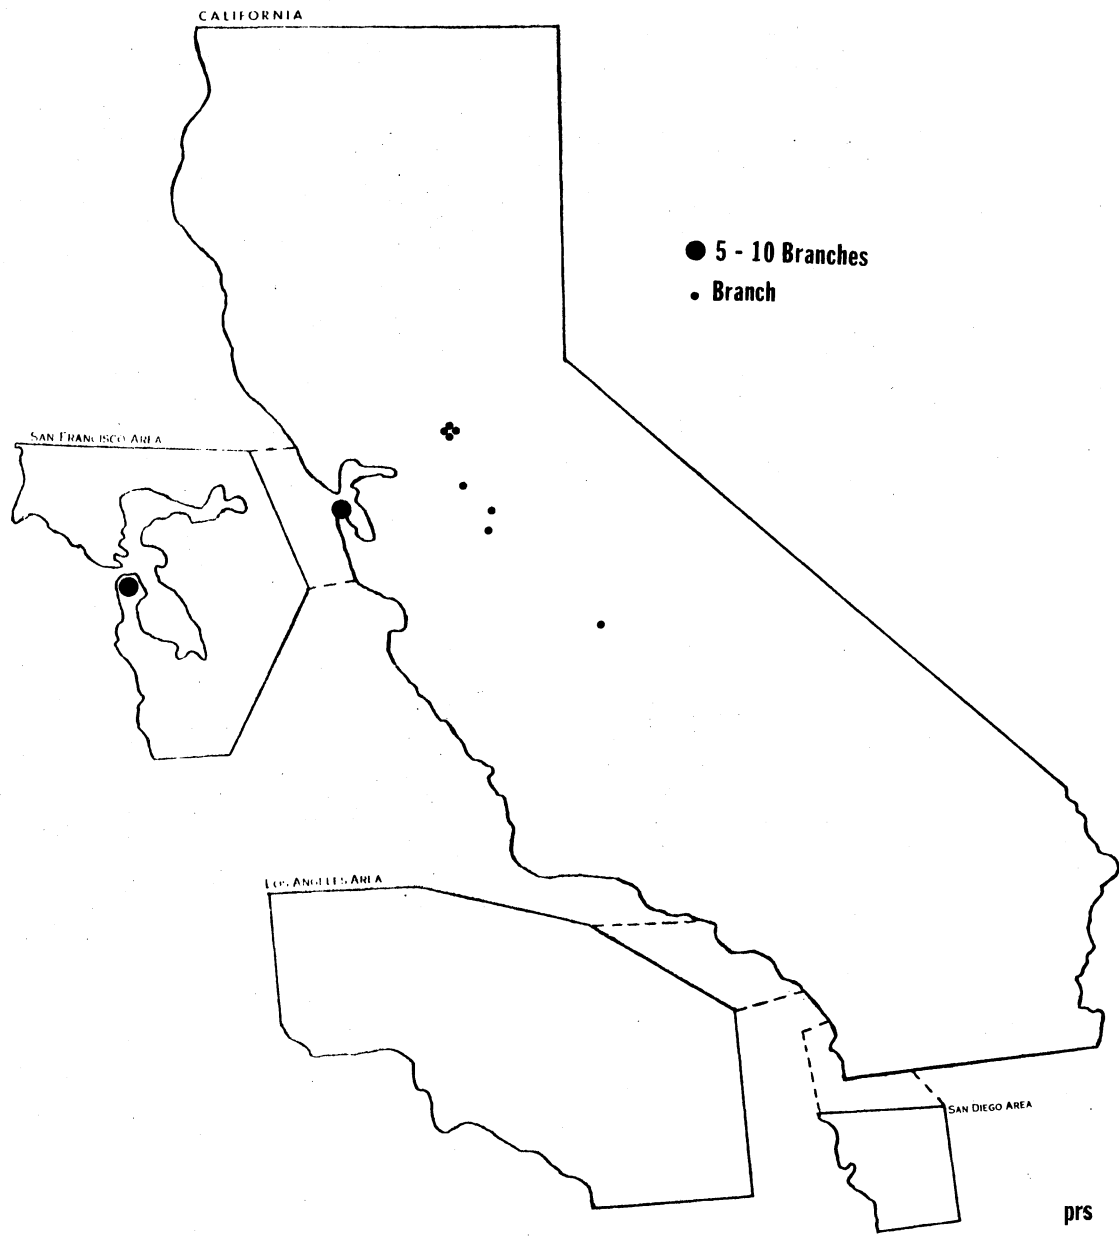 CALIFORNIA
5 - 10 Branches
Branch
SAN FRANCISCO AREA
LOS ANGELES AREA
SAN DIEGO AREA
prs